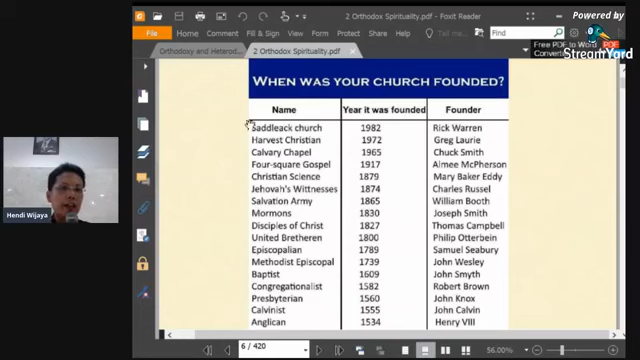 2 Orthodox Spirituality.pdf - Foxit Reader
Powered by
StreamYard
File Home Comment Fill & Sign View Form Protect Share Help Extras
Find
Free PDF to Word
Converter
PDF
Orthodoxy and Heterod...
2 Orthodox Spirituality.pdf
WHEN WAS YOUR CHURCH FOUNDED?
Name Year it was founded Founder
Saddleack church 1982 Rick Warren
Harvest Christian 1972 Greg Laurie
Calvary Chapel 1965 Chuck Smith
Four-square Gospel 1917 Aimee McPherson
Christian Science 1879 Mary Baker Eddy
Jehovah's Wittnesses 1874 Charles Russel
Salvation Army 1865 William Booth
Mormons 1830 Joseph Smith
Disciples of Christ 1827 Thomas Campbell
United Bretheren 1800 Philip Otterbein
Episcopalian 1789 Samuel Seabury
Methodist Episcopal 1739 John Wesley
Baptist 1609 John Smyth
Congregationalist 1582 Robert Brown
Presbyterian 1560 John Knox
Calvinist 1555 John Calvin
Anglican 1534 Henry VIII
Hendi Wijaya
6 / 420
56.00%